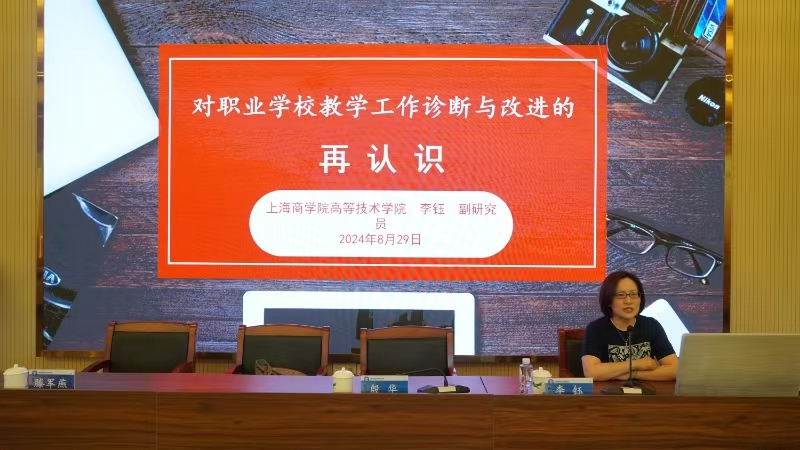 对职业学校教学工作诊断与改进的
再认识
上海商学院高等技术学院 李钰 副研究
员
2024年8月29日
Nikon
滕军燕
殷华
李钰